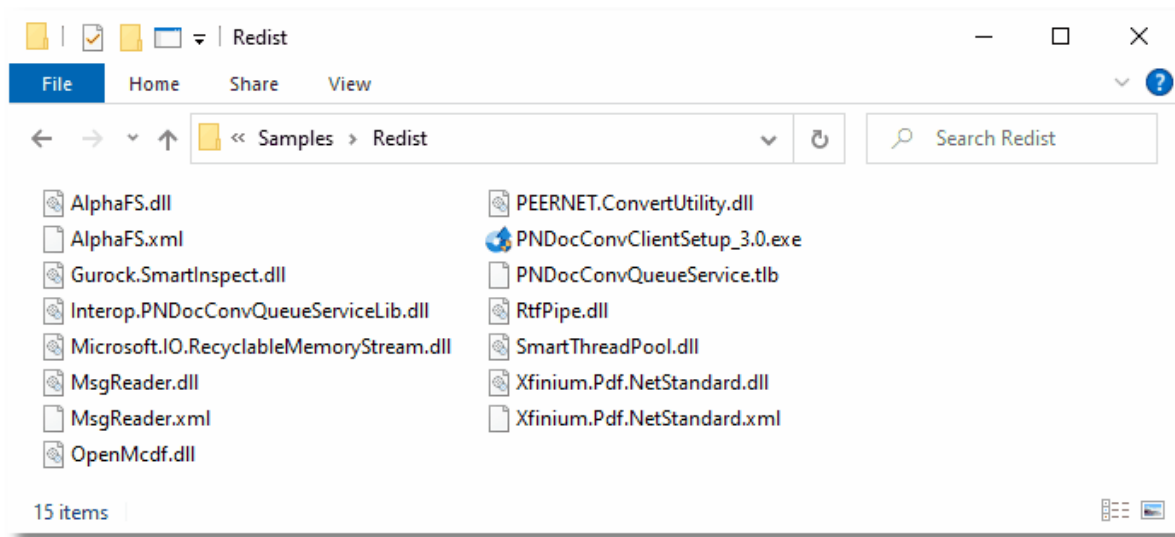 Redist
File Home Share View
« Samples > Redist Search Redist
AlphaFS.dll
AlphaFS.xml
Gurock.SmartInspect.dll
Interop.PNDocConvQueueServiceLib.dll
Microsoft.IO.RecyclableMemoryStream.dll
MsgReader.dll
MsgReader.xml
OpenMcdf.dll
PEERNET.ConvertUtility.dll
PNDocConvClientSetup_3.0.exe
PNDocConvQueueService.tlb
RtfPipe.dll
SmartThreadPool.dll
Xfinium.Pdf.NetStandard.dll
Xfinium.Pdf.NetStandard.xml
15 items